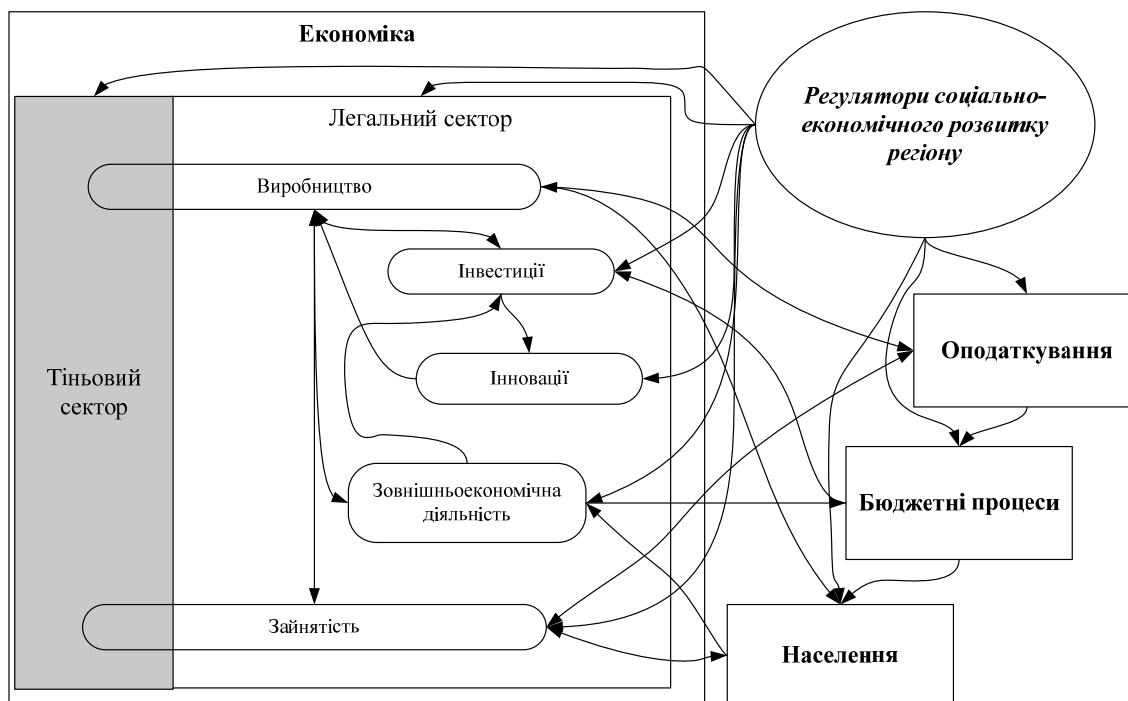 Економіка
Регулятори соціально-
економічного розвитку
регіону
Легальний сектор
Виробництво
Інвестиції
Оподаткування
Тіньовий
сектор
Інновації
Зовнішньоекономічна
діяльність
Бюджетні процеси
Зайнятість
Населення